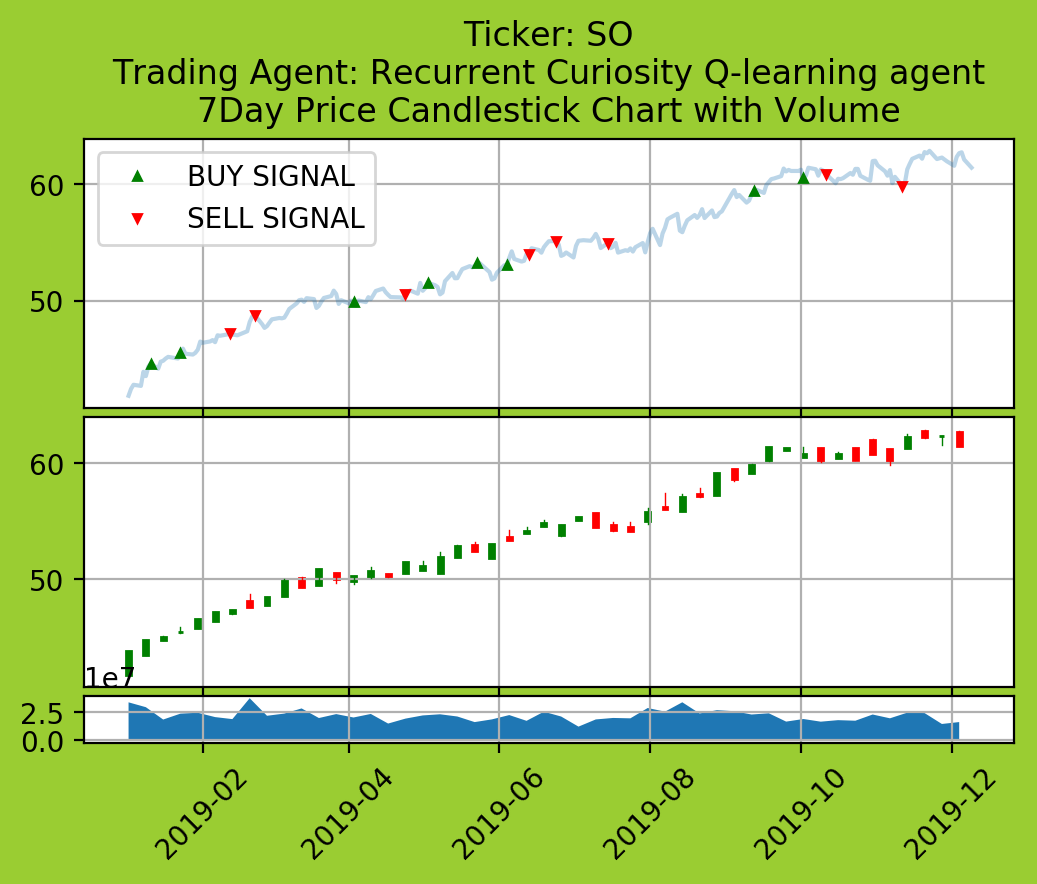 Ticker: SO
Trading Agent: Recurrent Curiosity Q-learning agent
7Day Price Candlestick Chart with Volume
BUY SIGNAL
SELL SIGNAL
60
50
60
50
1e7
2.5
0.0
2019-02
2019-04
2019-06
2019-08
2019-10
2019-12